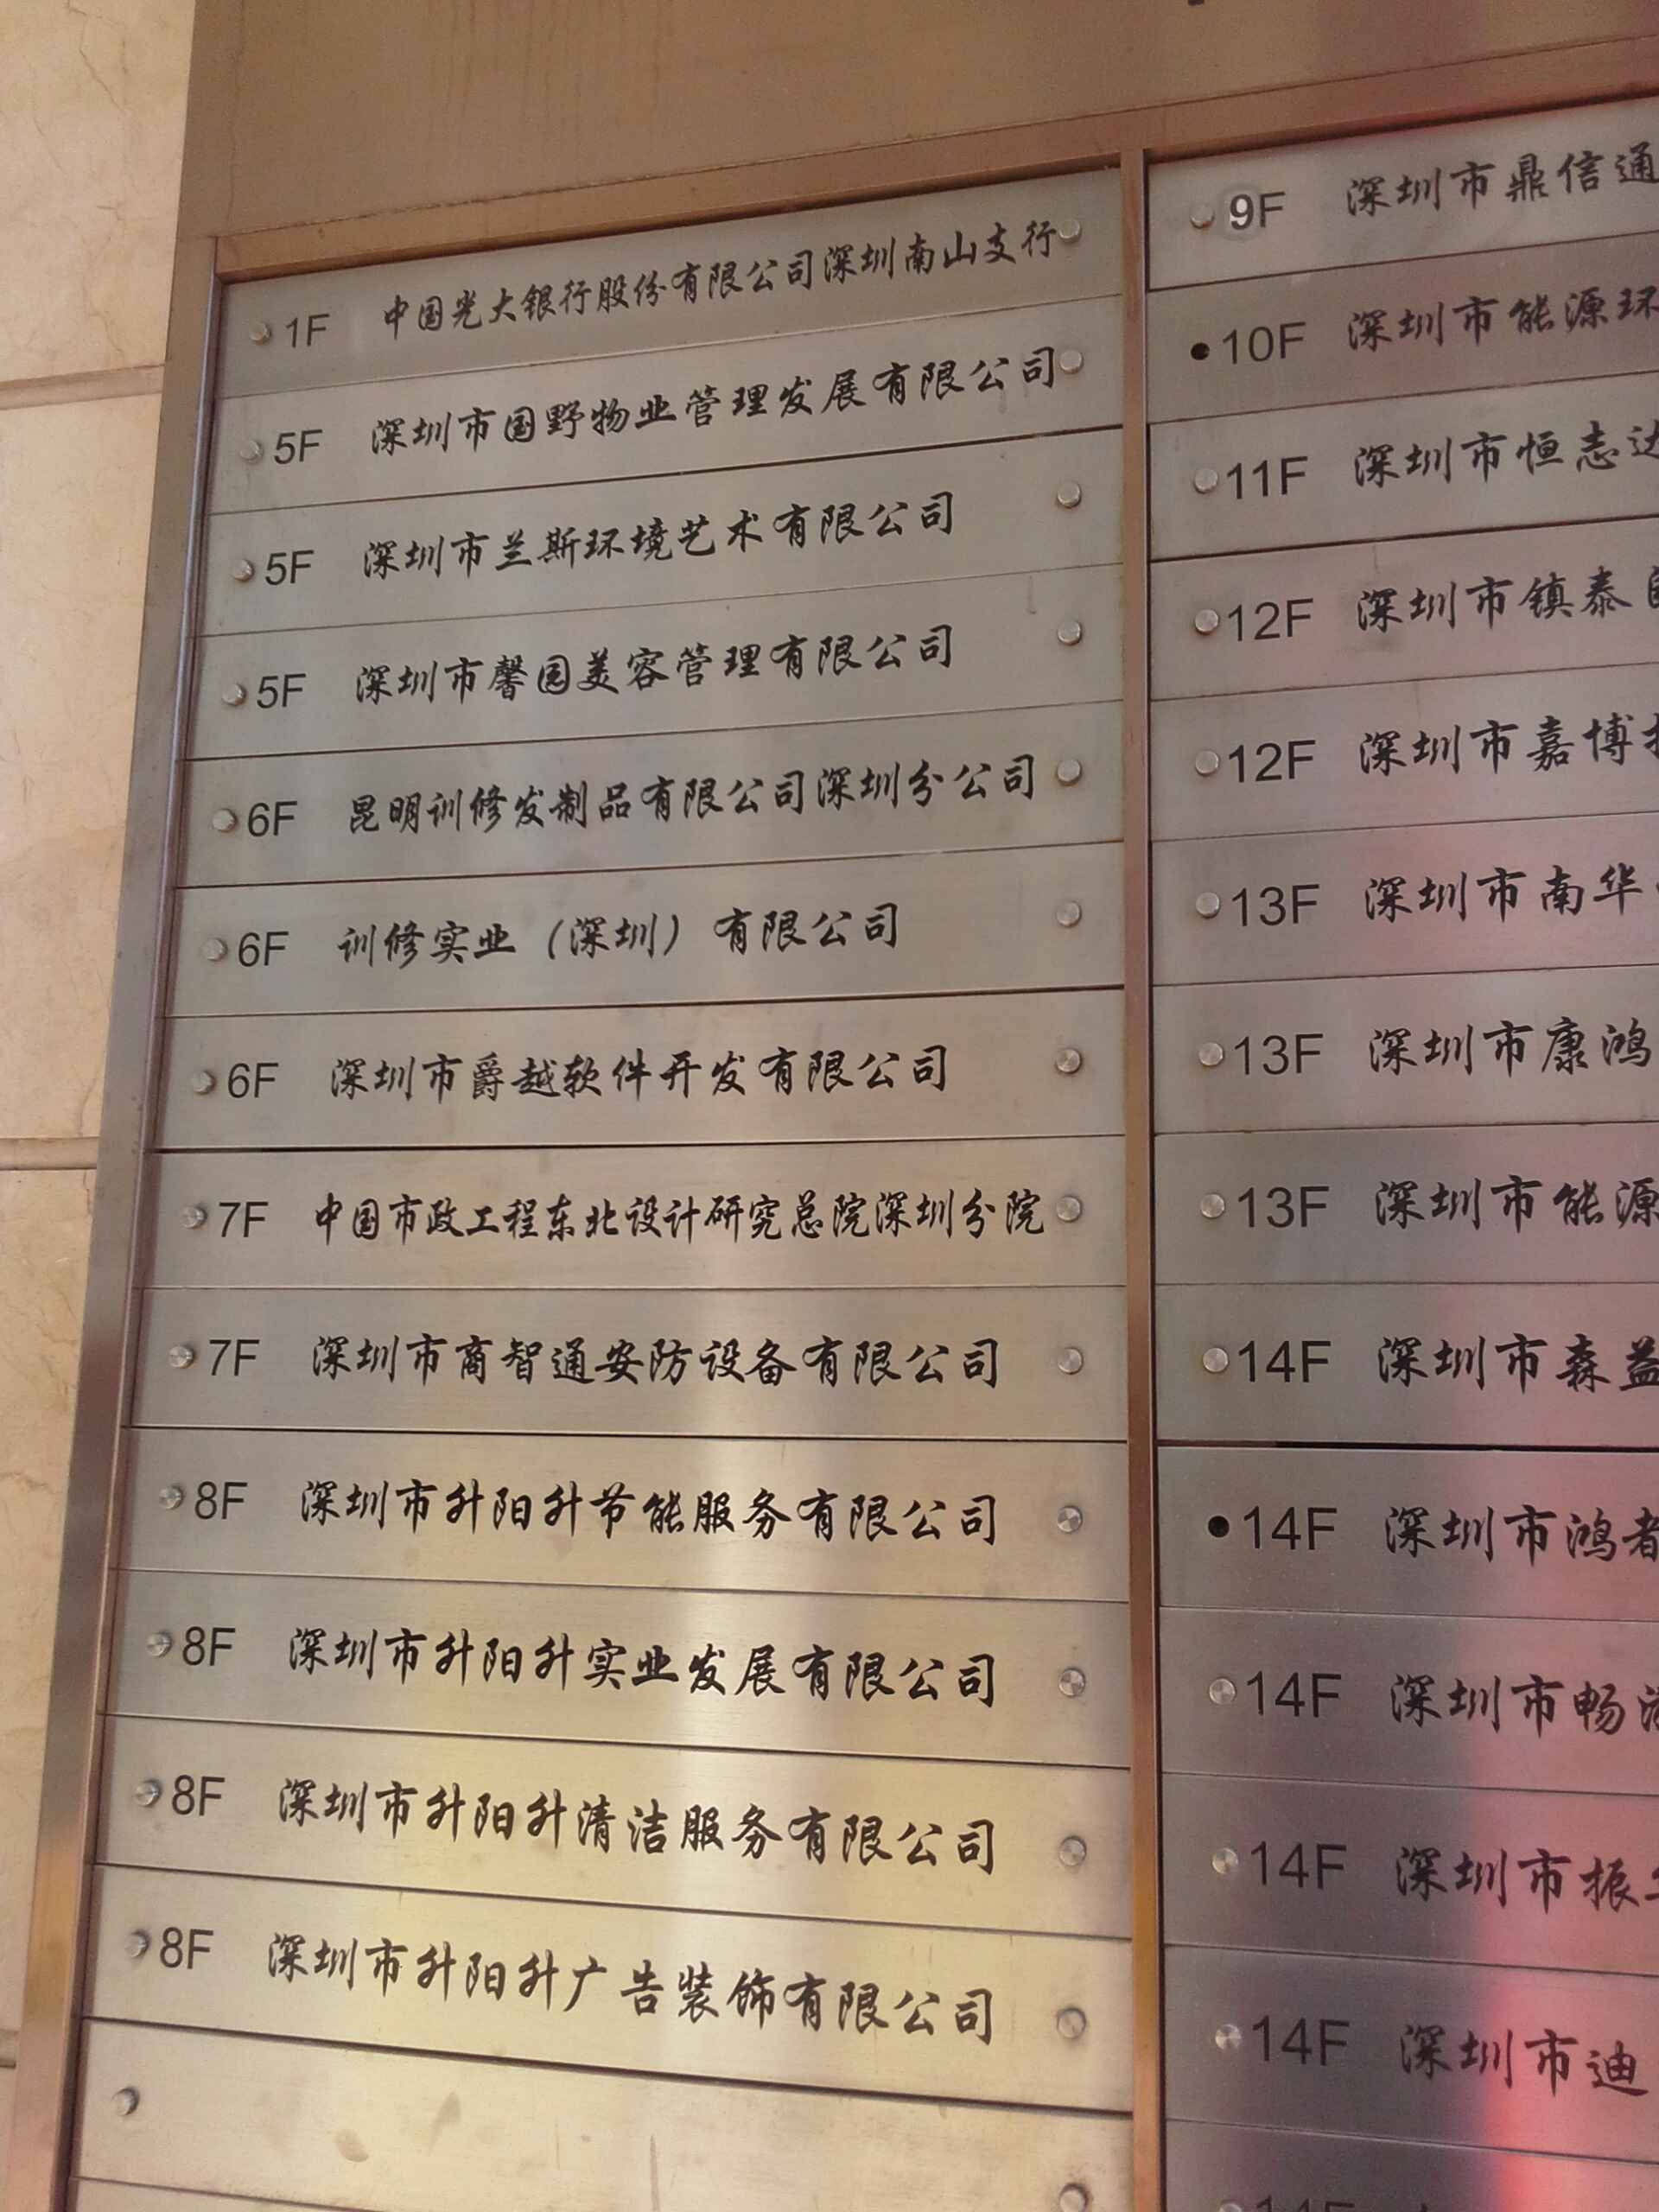 1F 中国光大银行股份有限公司深圳南山支行
5F 深圳市国野物业管理发展有限公司
5F 深圳市兰斯环境艺术有限公司
5F 深圳市馨园美容管理有限公司
6F 昆明训修发制品有限公司深圳分公司
6F 训修实业（深圳）有限公司
6F 深圳市爵越软件开发有限公司
7F 中国市政工程东北设计研究总院深圳分院
7F 深圳市商智通安防设备有限公司
8F 深圳市升阳升节能服务有限公司
8F 深圳市升阳升实业发展有限公司
8F 深圳市升阳升清洁服务有限公司
8F 深圳市升阳升广告装饰有限公司
9F 深圳市鼎信通
10F 深圳市能源环
11F 深圳市恒志达
12F 深圳市镇泰
12F 深圳市嘉博
13F 深圳市南华
13F 深圳市康鸿
13F 深圳市能源
14F 深圳市森益
14F 深圳市鸿者
14F 深圳市畅
14F 深圳市振
14F 深圳市迪
14F